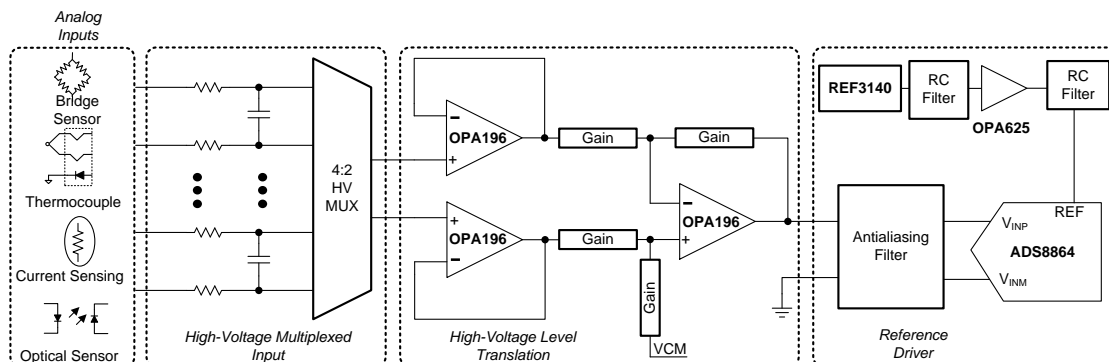 Analog
Inputs
Bridge
Sensor
Thermocouple
Current Sensing
Optical Sensor
4:2
HV
MUX
High-Voltage Multiplexed
Input
OPA196
+
OPA196
+
Gain
Gain
Gain
Gain
OPA196
+
VCM
High-Voltage Level
Translation
REF3140
RC
Filter
OPA625
RC
Filter
Antialiasing
Filter
REF
VINP
ADS8864
VINM
Reference
Driver